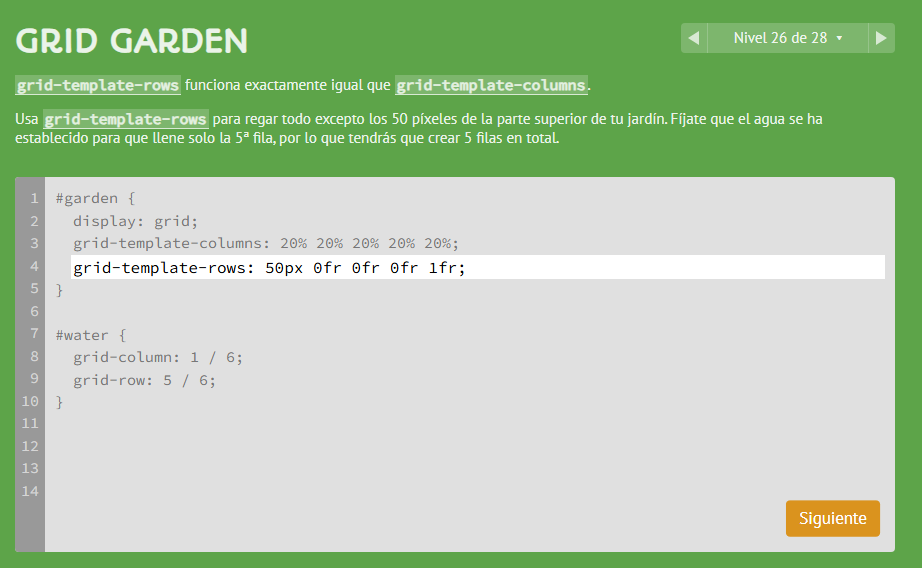 GRID GARDEN
◀ Nivel 26 de 28 ▾ ▶
grid-template-rows funciona exactamente igual que grid-template-columns.
Usa grid-template-rows para regar todo excepto los 50 píxeles de la parte superior de tu jardín. Fíjate que el agua se ha
establecido para que llene solo la 5ª fila, por lo que tendrás que crear 5 filas en total.
1 #garden {
2 display: grid;
3 grid-template-columns: 20% 20% 20% 20% 20%;
4 grid-template-rows: 50px 0fr 0fr 0fr 1fr;
5 }
6
7 #water {
8 grid-column: 1 / 6;
9 grid-row: 5 / 6;
10 }
11
12
13
14
Siguiente